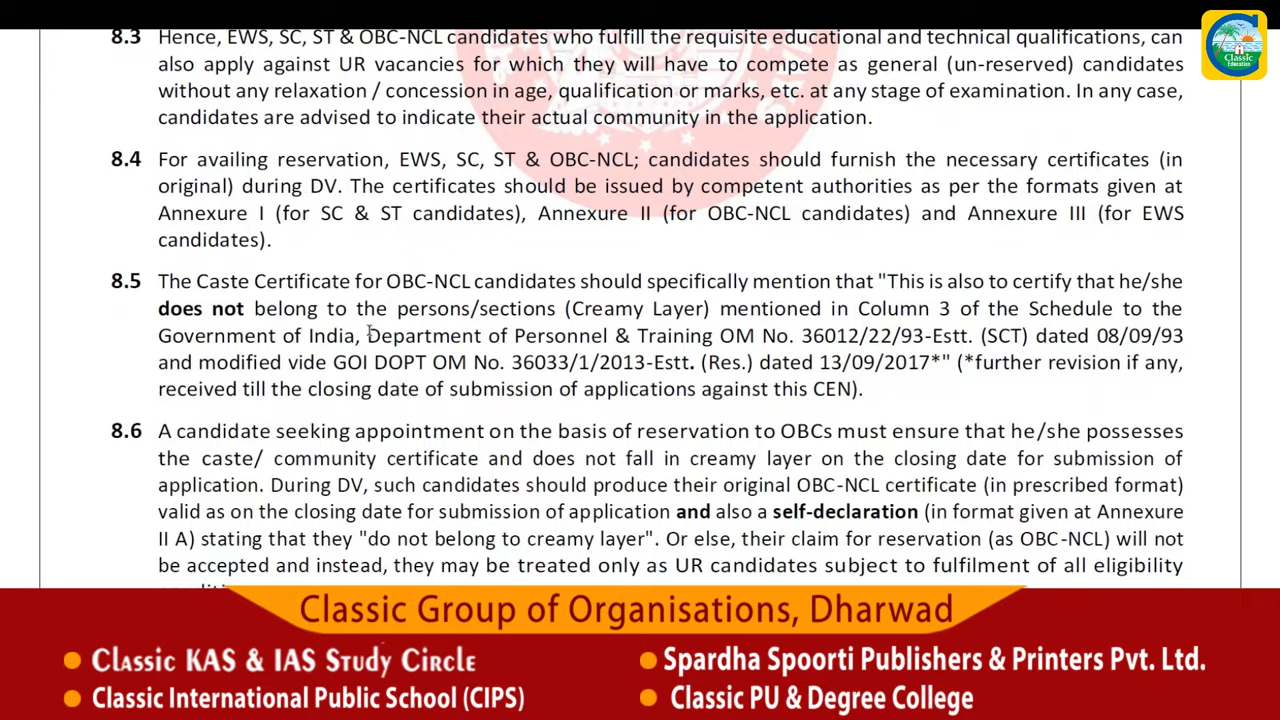 Classic
Education
8.3 Hence, EWS, SC, ST & OBC-NCL candidates who fulfill the requisite educational and technical qualifications, can
also apply against UR vacancies for which they will have to compete as general (un-reserved) candidates
without any relaxation / concession in age, qualification or marks, etc. at any stage of examination. In any case,
candidates are advised to indicate their actual community in the application.
8.4 For availing reservation, EWS, SC, ST & OBC-NCL; candidates should furnish the necessary certificates (in
original) during DV. The certificates should be issued by competent authorities as per the formats given at
Annexure I (for SC & ST candidates), Annexure II (for OBC-NCL candidates) and Annexure III (for EWS
candidates).
8.5 The Caste Certificate for OBC-NCL candidates should specifically mention that "This is also to certify that he/she
does not belong to the persons/sections (Creamy Layer) mentioned in Column 3 of the Schedule to the
Government of India, Department of Personnel & Training OM No. 36012/22/93-Estt. (SCT) dated 08/09/93
and modified vide GOI DOPT OM No. 36033/1/2013-Estt. (Res.) dated 13/09/2017*" (*further revision if any,
received till the closing date of submission of applications against this CEN).
8.6 A candidate seeking appointment on the basis of reservation to OBCs must ensure that he/she possesses
the caste/ community certificate and does not fall in creamy layer on the closing date for submission of
application. During DV, such candidates should produce their original OBC-NCL certificate (in prescribed format)
valid as on the closing date for submission of application and also a self-declaration (in format given at Annexure
II A) stating that they "do not belong to creamy layer". Or else, their claim for reservation (as OBC-NCL) will not
be accepted and instead, they may be treated only as UR candidates subject to fulfilment of all eligibility
Classic Group of Organisations, Dharwad
Classic KAS & IAS Study Circle
Spardha Spoorti Publishers & Printers Pvt. Ltd.
Classic International Public School (CIPS)
Classic PU & Degree College